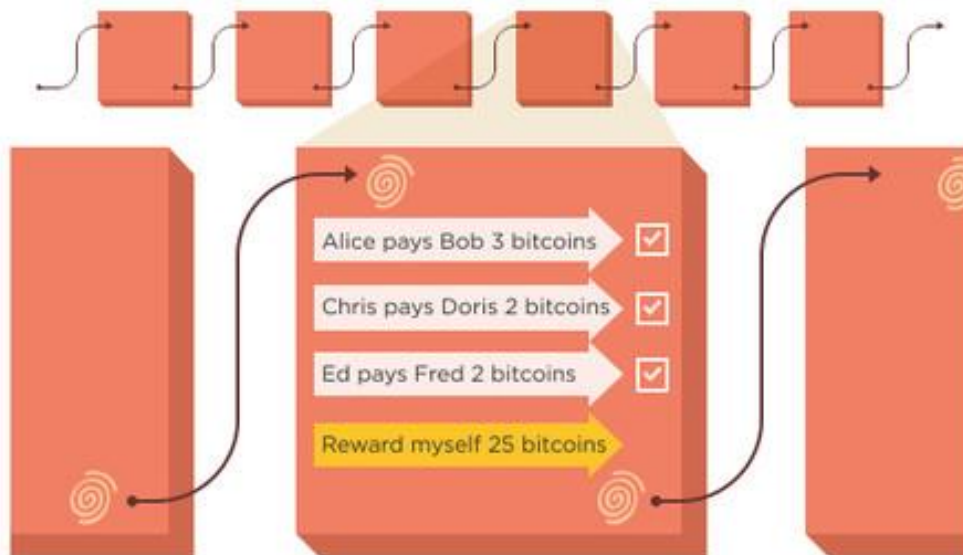 Alice pays Bob 3 bitcoins
Chris pays Doris 2 bitcoins
Ed pays Fred 2 bitcoins
Reward myself 25 bitcoins